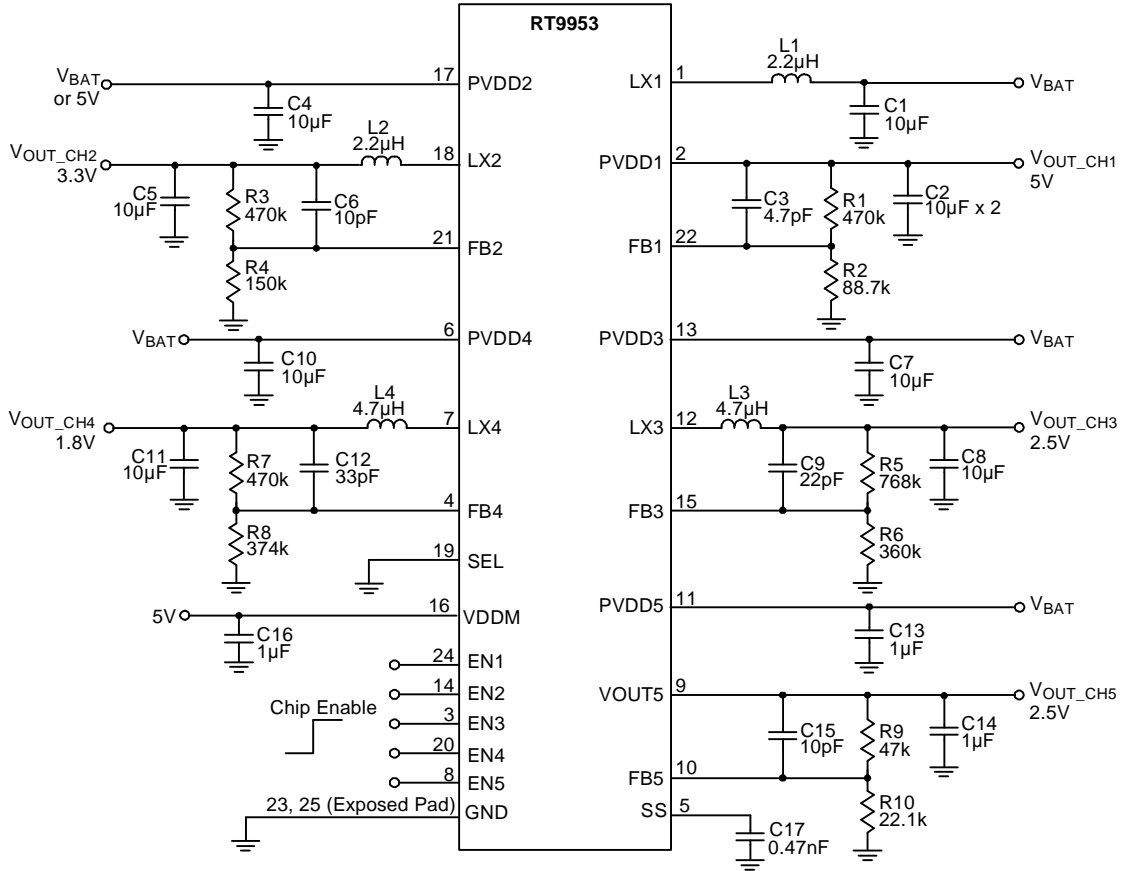 RT9953
V_BAT
or 5V
17
PVDD2
C4
10µF
V_OUT_CH2
3.3V
L2
2.2µH
18
LX2
C5
10µF
R3
470k
C6
10pF
21
FB2
R4
150k
V_BAT
6
PVDD4
C10
10µF
V_OUT_CH4
1.8V
L4
4.7µH
7
LX4
C11
10µF
R7
470k
C12
33pF
4
FB4
R8
374k
19
SEL
5V
16
VDDM
C16
1µF
24
EN1
14
EN2
Chip Enable
3
EN3
20
EN4
8
EN5
23, 25 (Exposed Pad)
GND
LX1
1
L1
2.2µH
V_BAT
C1
10µF
PVDD1
2
V_OUT_CH1
5V
C3
4.7pF
R1
470k
C2
10µF x 2
FB1
22
R2
88.7k
PVDD3
13
V_BAT
C7
10µF
LX3
12
L3
4.7µH
V_OUT_CH3
2.5V
C9
22pF
R5
768k
C8
10µF
FB3
15
R6
360k
PVDD5
11
V_BAT
C13
1µF
VOUT5
9
V_OUT_CH5
2.5V
C15
10pF
R9
47k
C14
1µF
FB5
10
R10
22.1k
SS
5
C17
0.47nF